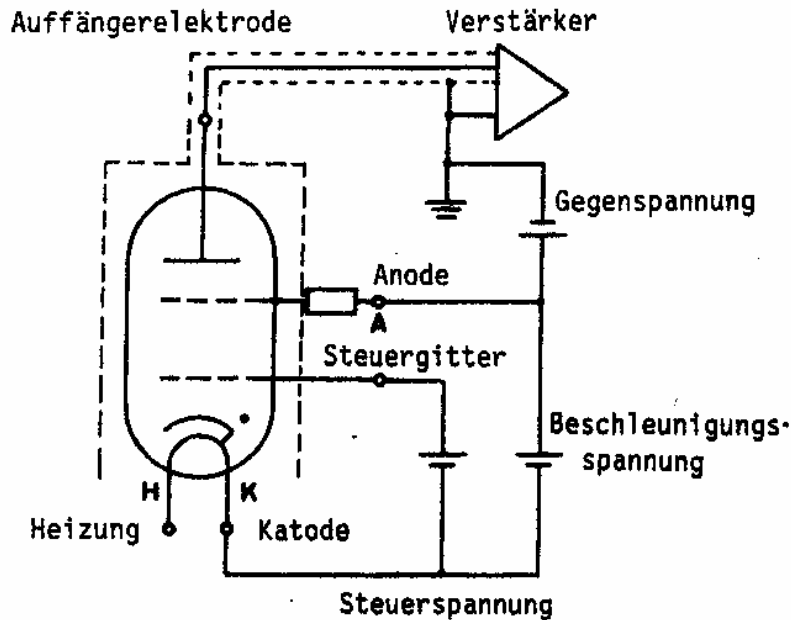 Auffängerelektrode
Verstärker
Gegenspannung
Anode
A
Steuergitter
Beschleunigungs-
spannung
H
K
Heizung
Katode
Steuerspannung